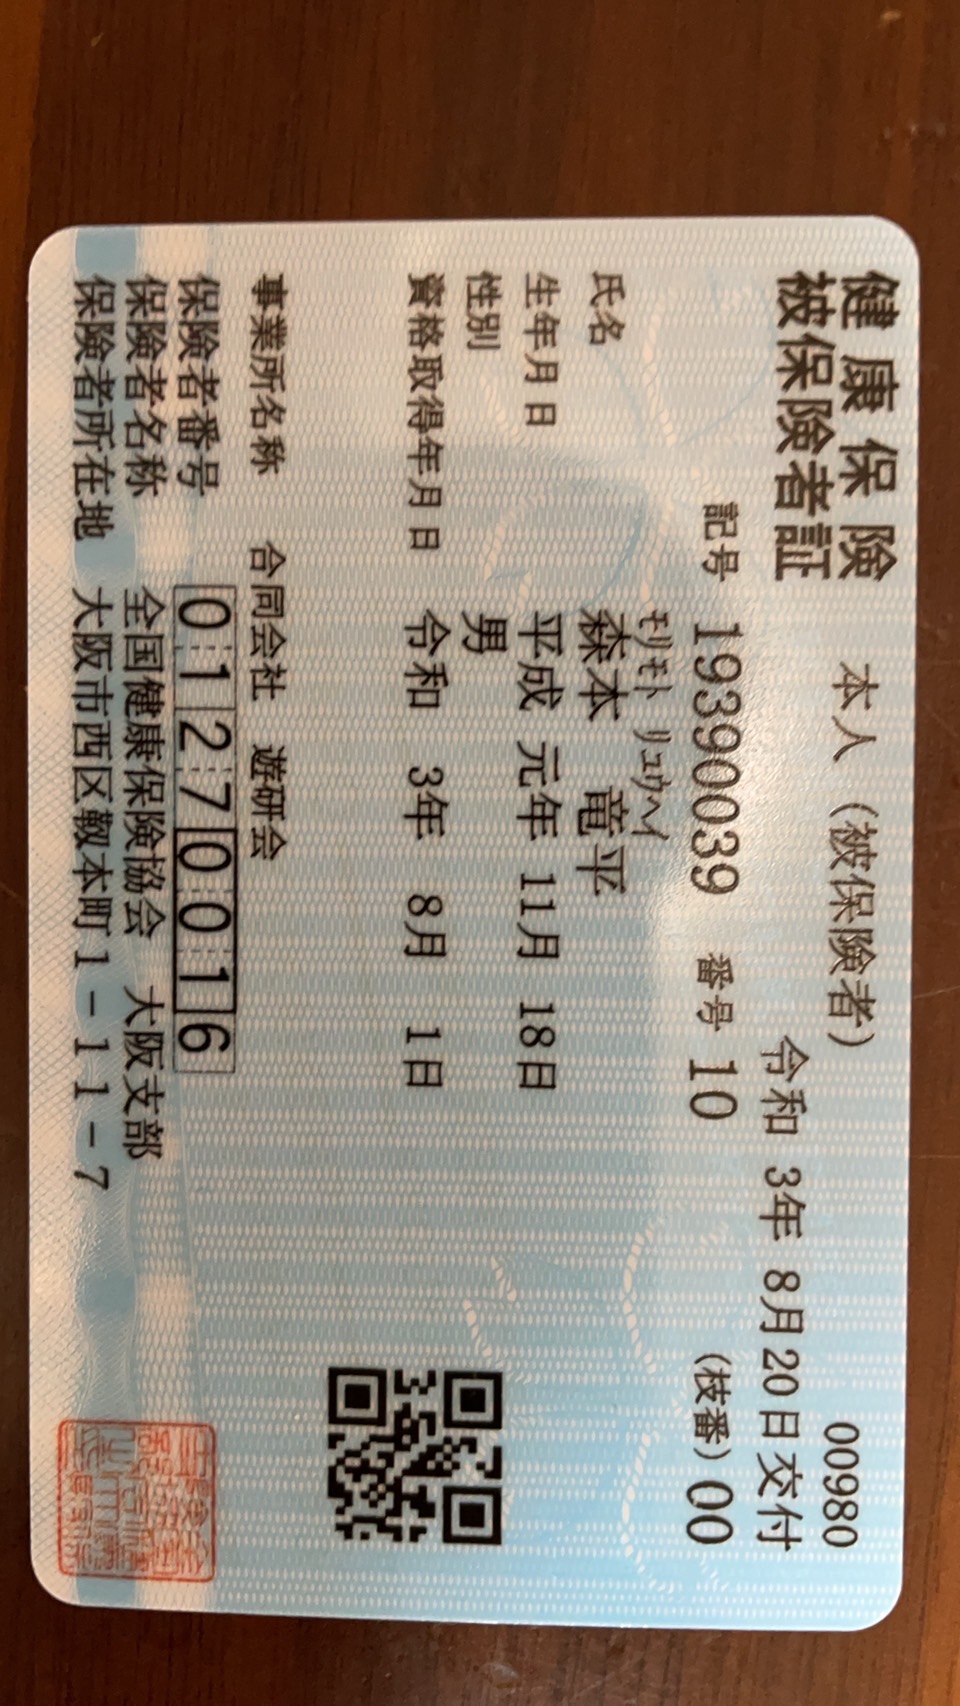 健康保険 本人（被保険者） 00980
被保険者証 令和 3年 8月20日交付
記号 19390039 番号 10 (枝番) 00
ﾓﾘﾓﾄ ﾘｭｳﾍｲ
氏名 森本 竜平
生年月日 平成 元年 11月 18日
性別 男
資格取得年月日 令和 3年 8月 1日
事業所名称 合同会社 遊研会
保険者番号 01270016
保険者名称 全国健康保険協会 大阪支部
保険者所在地 大阪市西区靱本町1-11-7